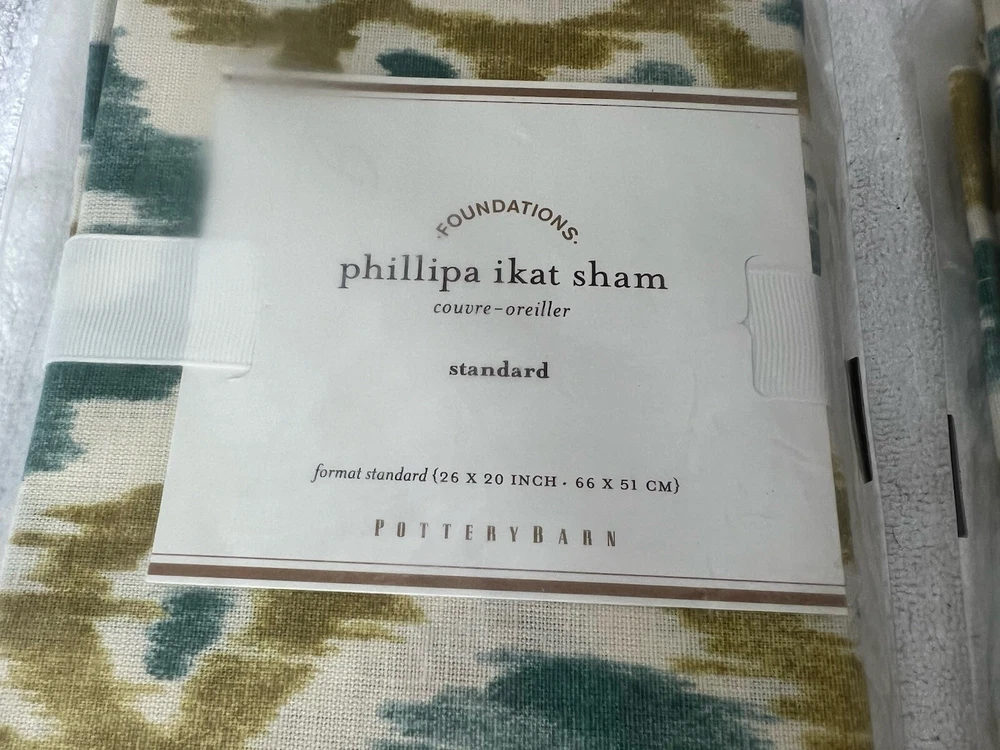 ·FOUNDATIONS·
phillipa ikat sham
couvre-oreiller
standard
format standard {26 X 20 INCH · 66 X 51 CM}
POTTERYBARN